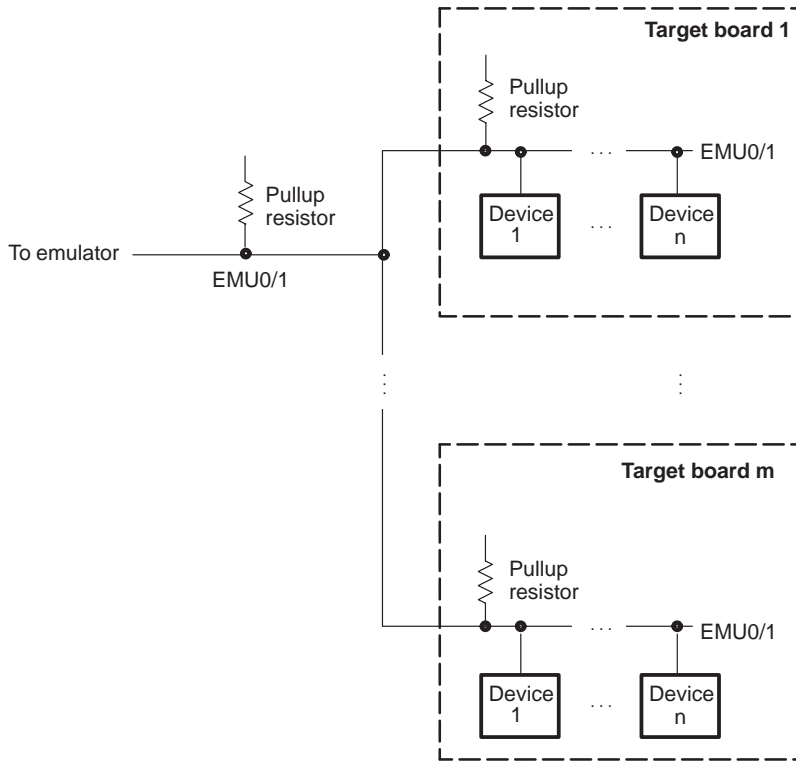 Target board 1
Pullup
resistor
EMU0/1
. . .
Device
1
. . .
Device
n
Pullup
resistor
To emulator
EMU0/1
. . .
. . .
Target board m
Pullup
resistor
. . .
EMU0/1
Device
1
. . .
Device
n